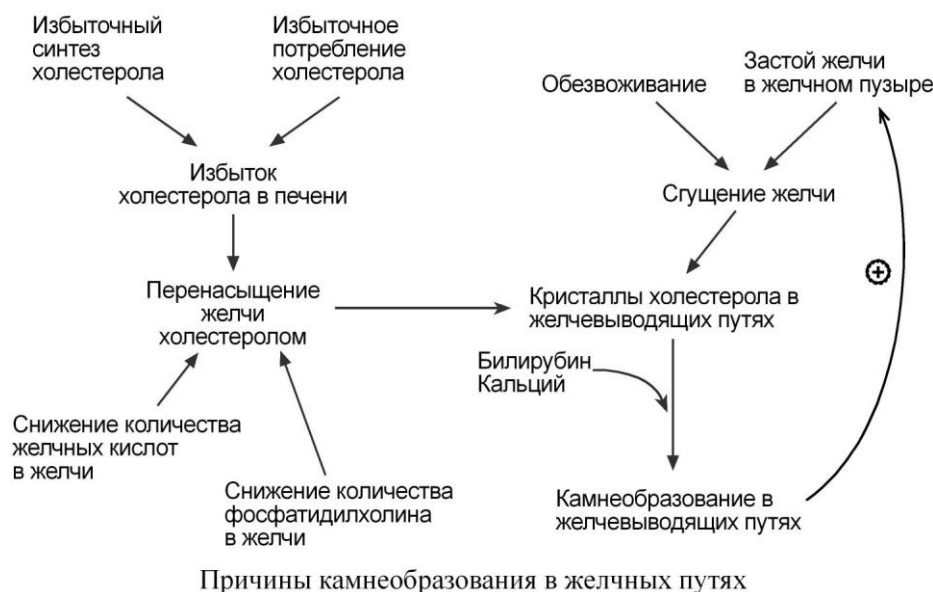 Избыточный
синтез
холестерола
Избыточное
потребление
холестерола
Обезвоживание
Застой желчи
в желчном пузыре
Избыток
холестерола в печени
Сгущение желчи
Перенасыщение
желчи
холестеролом
Кристаллы холестерола в
желчевыводящих путях
Билирубин
Кальций
Снижение количества
желчных кислот
в желчи
Снижение количества
фосфатидилхолина
в желчи
Камнеобразование в
желчевыводящих путях
Причины камнеобразования в желчных путях